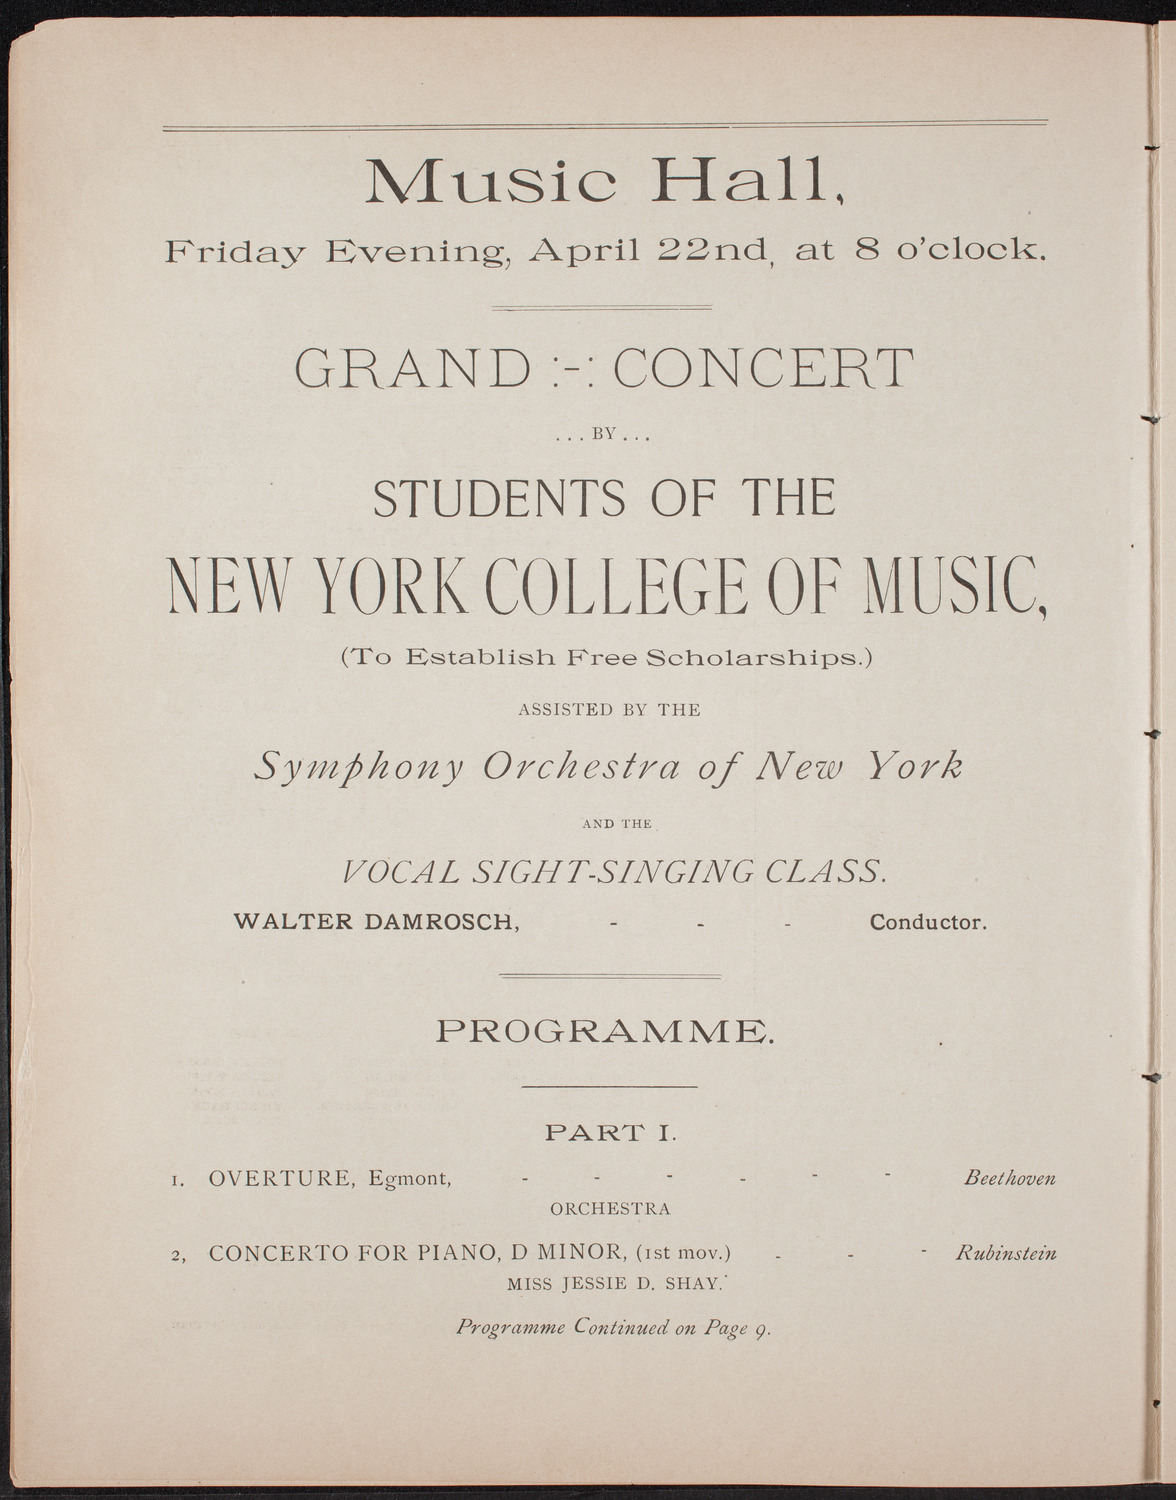 Music Hall,
Friday Evening, April 22nd, at 8 o'clock.
GRAND :-: CONCERT
... BY ...
STUDENTS OF THE
NEW YORK COLLEGE OF MUSIC,
(To Establish Free Scholarships.)
ASSISTED BY THE
Symphony Orchestra of New York
AND THE
VOCAL SIGHT-SINGING CLASS.
WALTER DAMROSCH, - - - Conductor.
PROGRAMME.
PART I.
1. OVERTURE, Egmont, - - - - - - Beethoven
ORCHESTRA
2, CONCERTO FOR PIANO, D MINOR, (1st mov.) - - - Rubinstein
MISS JESSIE D. SHAY.
Programme Continued on Page 9.